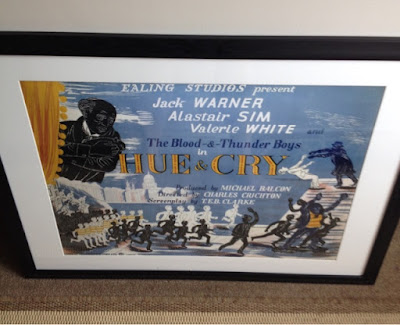 EALING STUDIOS present
Jack WARNER
Alastair SIM
Valerie WHITE and
The Blood-&-Thunder Boys
in
HUE & CRY
Produced by MICHAEL BALCON
Directed by CHARLES CRICHTON
Screenplay by T.E.B. CLARKE